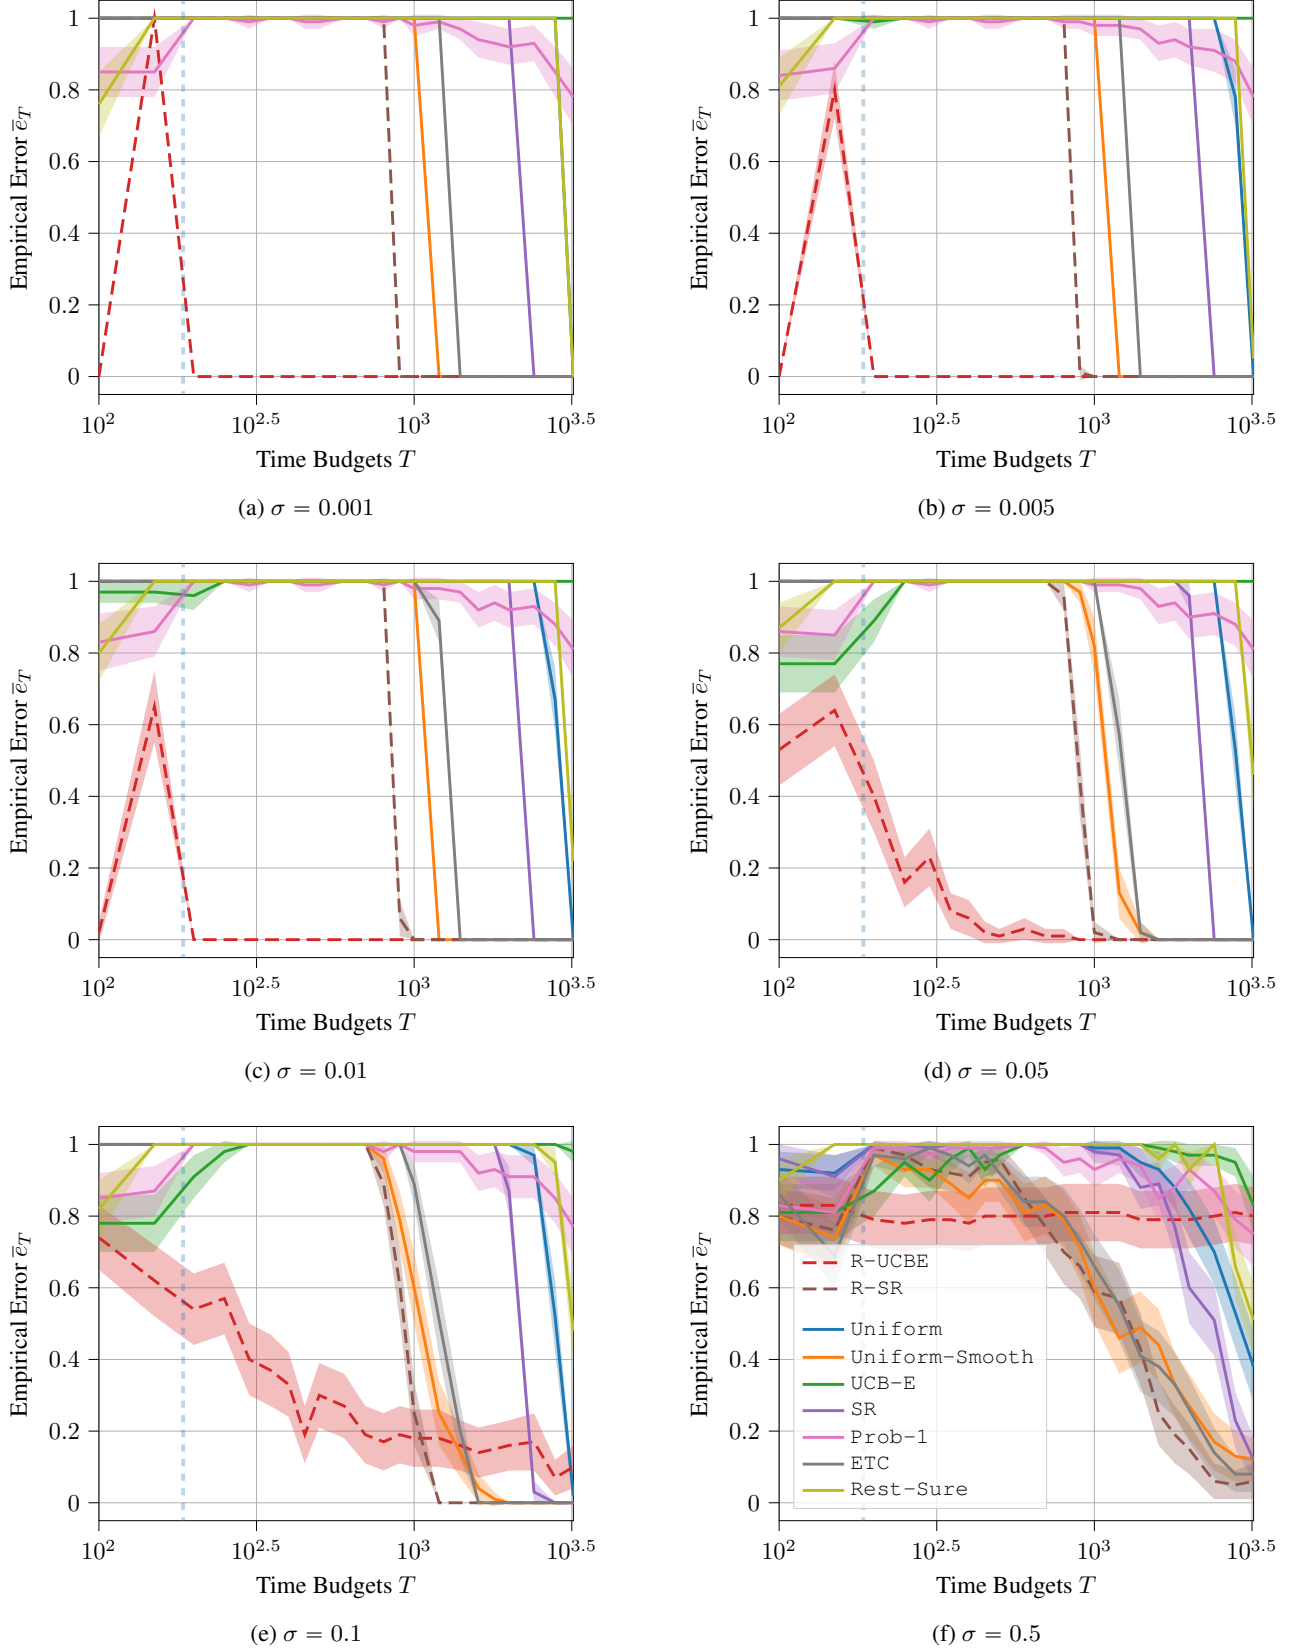 1
0.8
0.6
0.4
0.2
0
Empirical Error ē_T
10^2
10^2.5
10^3
10^3.5
Time Budgets T
(a) σ = 0.001
1
0.8
0.6
0.4
0.2
0
Empirical Error ē_T
10^2
10^2.5
10^3
10^3.5
Time Budgets T
(b) σ = 0.005
1
0.8
0.6
0.4
0.2
0
Empirical Error ē_T
10^2
10^2.5
10^3
10^3.5
Time Budgets T
(c) σ = 0.01
1
0.8
0.6
0.4
0.2
0
Empirical Error ē_T
10^2
10^2.5
10^3
10^3.5
Time Budgets T
(d) σ = 0.05
1
0.8
0.6
0.4
0.2
0
Empirical Error ē_T
10^2
10^2.5
10^3
10^3.5
Time Budgets T
(e) σ = 0.1
1
0.8
0.6
0.4
0.2
0
Empirical Error ē_T
R-UCBE
R-SR
Uniform
Uniform-Smooth
UCB-E
SR
Prob-1
ETC
Rest-Sure
10^2
10^2.5
10^3
10^3.5
Time Budgets T
(f) σ = 0.5